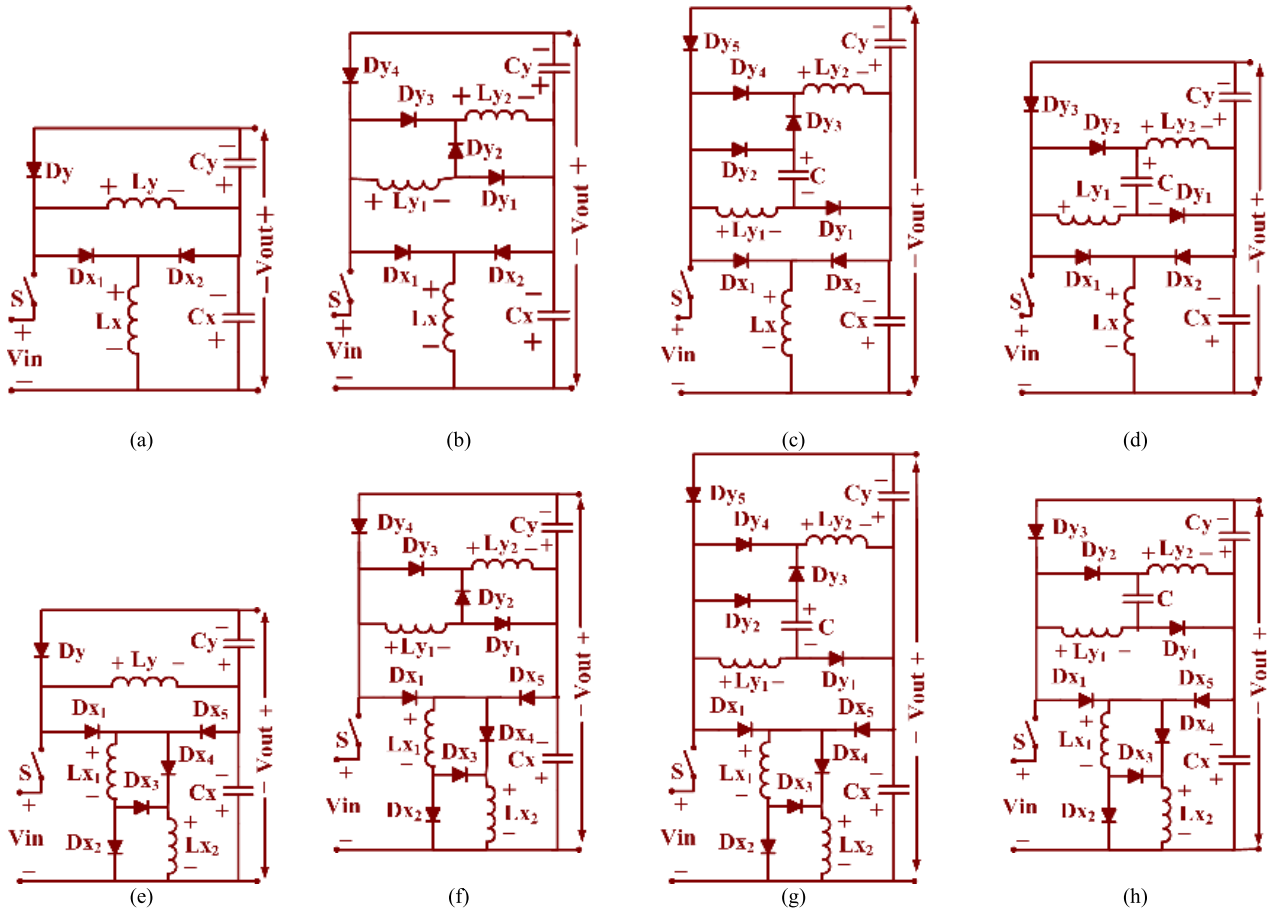 Dy
+ Ly −
Cy − +
Dx₁
Dx₂
S
+ Vin −
+ Lx −
Cx − +
− Vout +
(a)
Dy₄
Cy − +
Dy₃
+ Ly₂ −
Dy₂
+ Ly₁ −
Dy₁
Dx₁
Dx₂
S
+ Vin −
+ Lx −
Cx − +
− Vout +
(b)
Dy₅
Cy − +
Dy₄
+ Ly₂ −
Dy₃
Dy₂
+ C −
+ Ly₁ −
Dy₁
Dx₁
Dx₂
S
+ Vin −
+ Lx −
Cx − +
− Vout +
(c)
Dy₃
Cy − +
Dy₂
+ Ly₂ −
+ C −
+ Ly₁ −
Dy₁
Dx₁
Dx₂
S
+ Vin −
+ Lx −
Cx − +
− Vout +
(d)
Dy
+ Ly −
Cy − +
Dx₁
Dx₅
S
+ Lx₁ −
Dx₄
Dx₃
Cx − +
+ Vin −
Dx₂
+ Lx₂ −
− Vout +
(e)
Dy₄
Cy − +
Dy₃
+ Ly₂ −
Dy₂
+ Ly₁ −
Dy₁
Dx₁
Dx₅
S
+ Lx₁ −
Dx₄
Dx₃
Cx − +
+ Vin −
Dx₂
+ Lx₂ −
− Vout +
(f)
Dy₅
Cy − +
Dy₄
+ Ly₂ −
Dy₃
Dy₂
+ C −
+ Ly₁ −
Dy₁
Dx₁
Dx₅
S
+ Lx₁ −
Dx₄
Dx₃
Cx − +
+ Vin −
Dx₂
+ Lx₂ −
− Vout +
(g)
Dy₃
Cy − +
Dy₂
+ Ly₂ −
C
+ Ly₁ −
Dy₁
Dx₁
Dx₅
S
+ Lx₁ −
Dx₄
Dx₃
Cx − +
+ Vin −
Dx₂
+ Lx₂ −
− Vout +
(h)